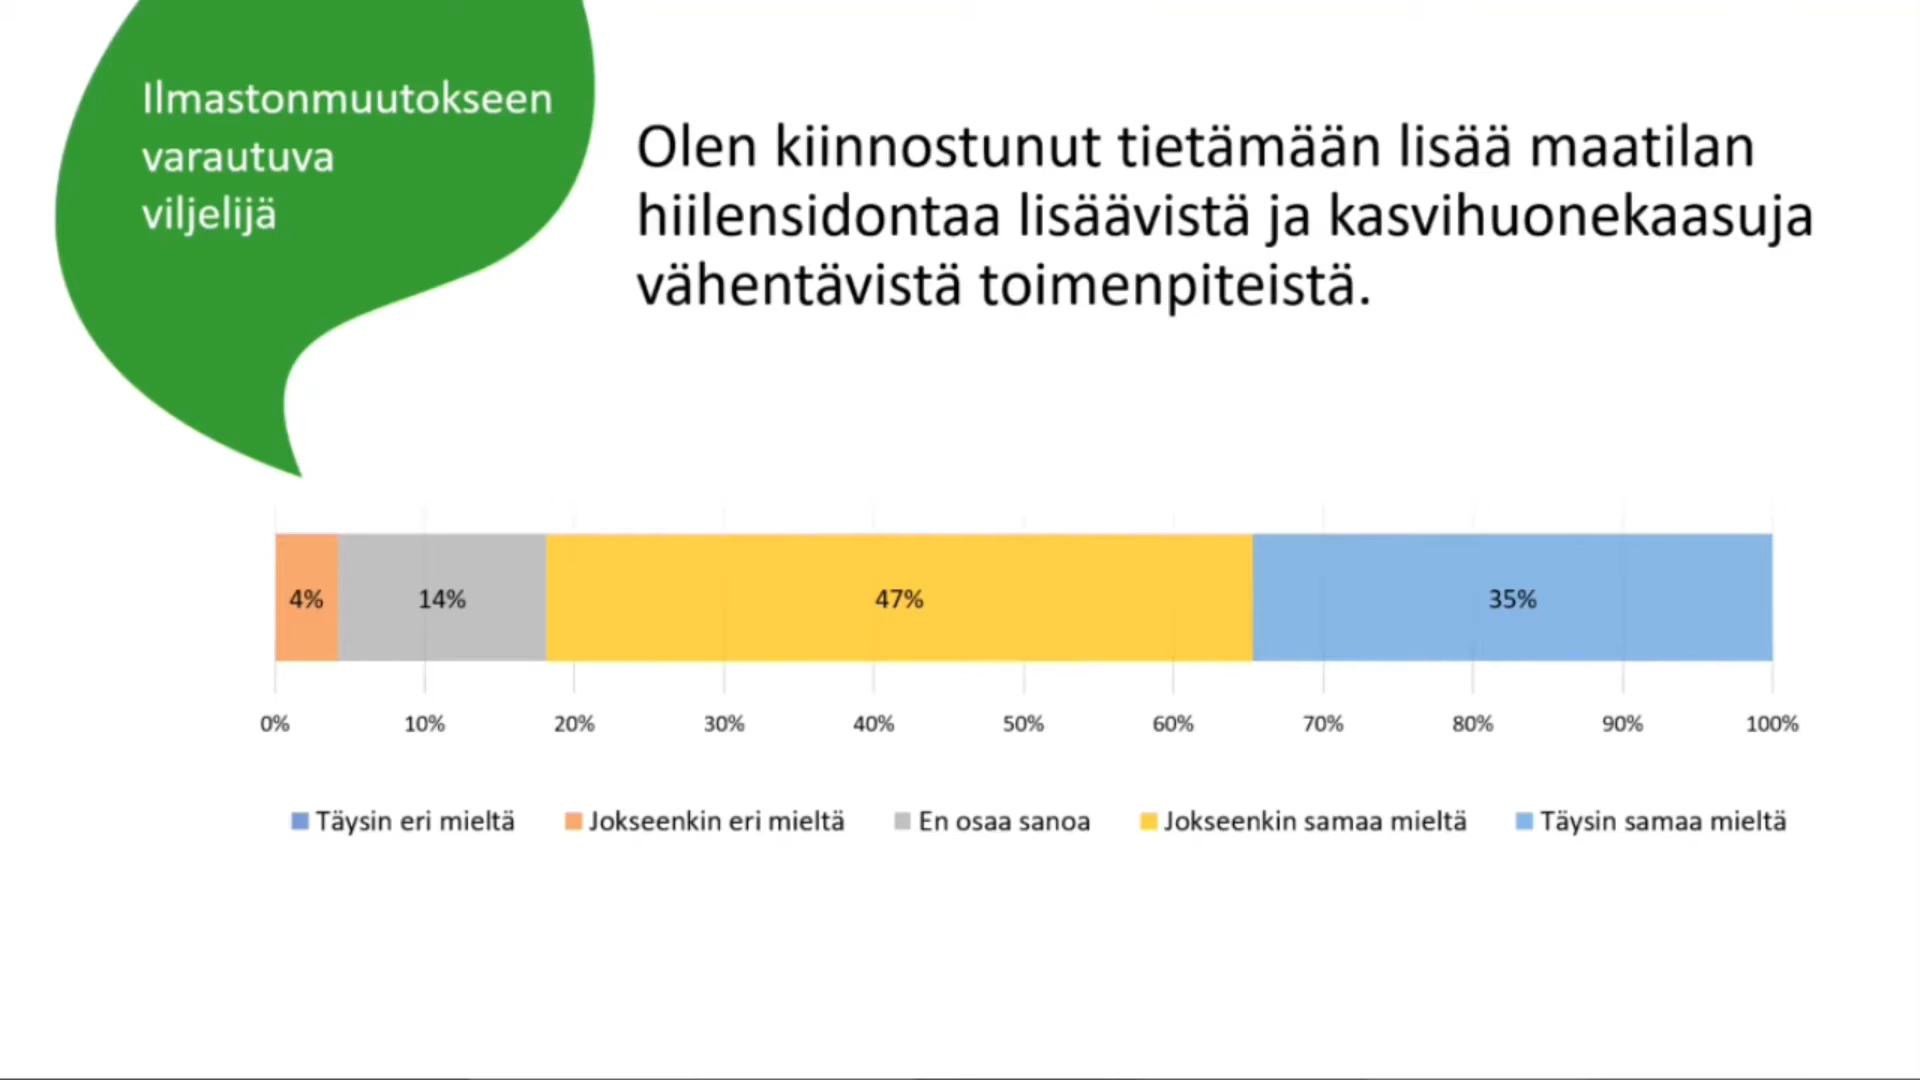 Ilmastonmuutokseen
varautuva
viljelijä
Olen kiinnostunut tietämään lisää maatilan
hiilensidontaa lisäävistä ja kasvihuonekaasuja
vähentävistä toimenpiteistä.
4% 14% 47% 35%
0% 10% 20% 30% 40% 50% 60% 70% 80% 90% 100%
Täysin eri mieltä Jokseenkin eri mieltä En osaa sanoa Jokseenkin samaa mieltä Täysin samaa mieltä